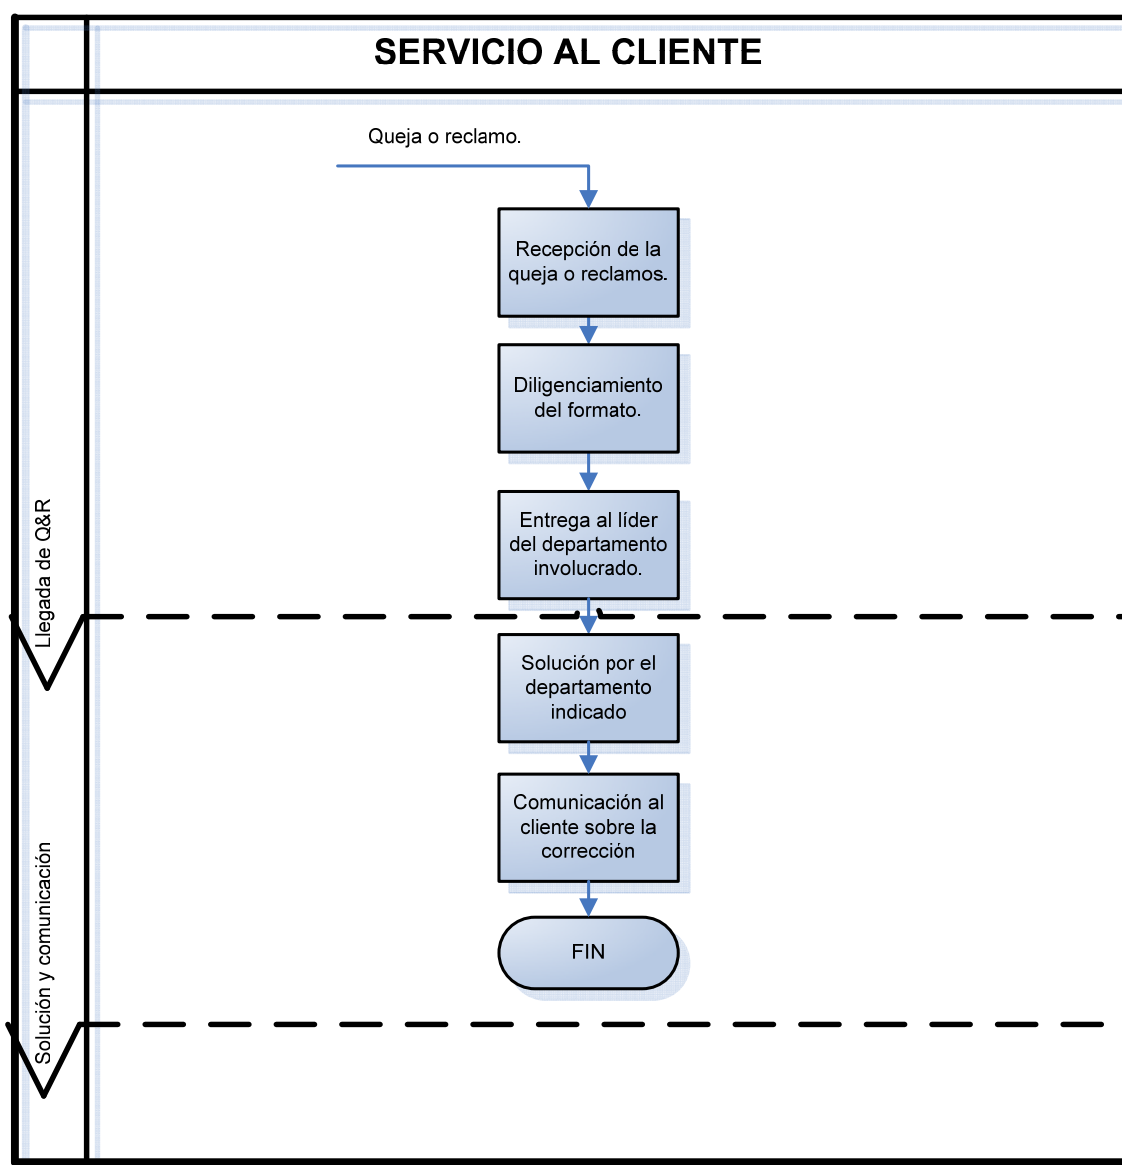 SERVICIO AL CLIENTE
Queja o reclamo.
Recepción de la
queja o reclamos.
Diligenciamiento
del formato.
Entrega al líder
del departamento
involucrado.
Llegada de Q&R
Solución por el
departamento
indicado
Comunicación al
cliente sobre la
corrección
FIN
Solución y comunicación